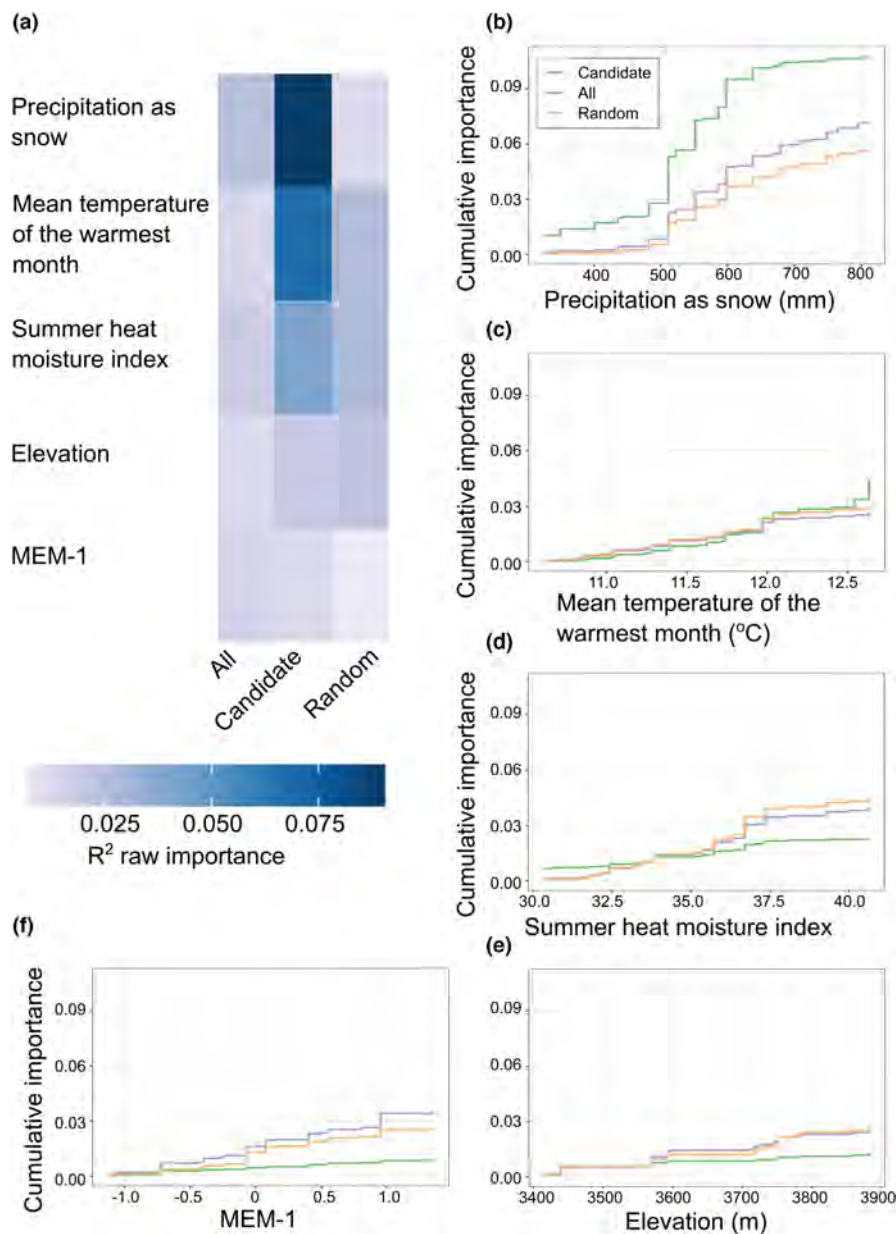 (a)
Precipitation as
snow
Mean temperature
of the warmest
month
Summer heat
moisture index
Elevation
MEM-1
All
Candidate
Random
0.025 0.050 0.075
R² raw importance
(b)
Cumulative importance
0.09
0.06
0.03
0.00
Candidate
All
Random
400 500 600 700 800
Precipitation as snow (mm)
(c)
Cumulative importance
0.09
0.06
0.03
0.00
11.0 11.5 12.0 12.5
Mean temperature of the
warmest month (ºC)
(d)
Cumulative importance
0.09
0.06
0.03
0.00
30.0 32.5 35.0 37.5 40.0
Summer heat moisture index
(f)
Cumulative importance
0.09
0.06
0.03
0.00
-1.0 -0.5 0 0.5 1.0
MEM-1
(e)
Cumulative importance
0.09
0.06
0.03
0.00
3400 3500 3600 3700 3800 3900
Elevation (m)